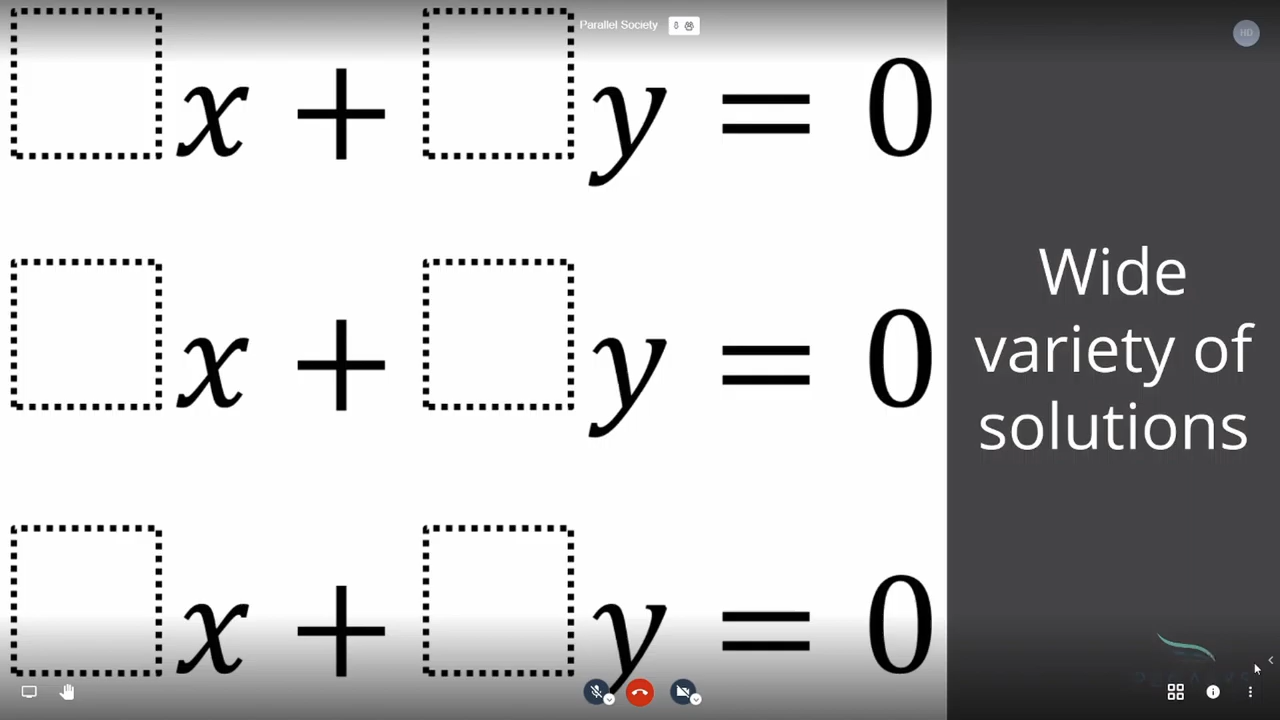 Parallel Society 8
HD
x + y = 0
x + y = 0
x + y = 0
Wide
variety of
solutions